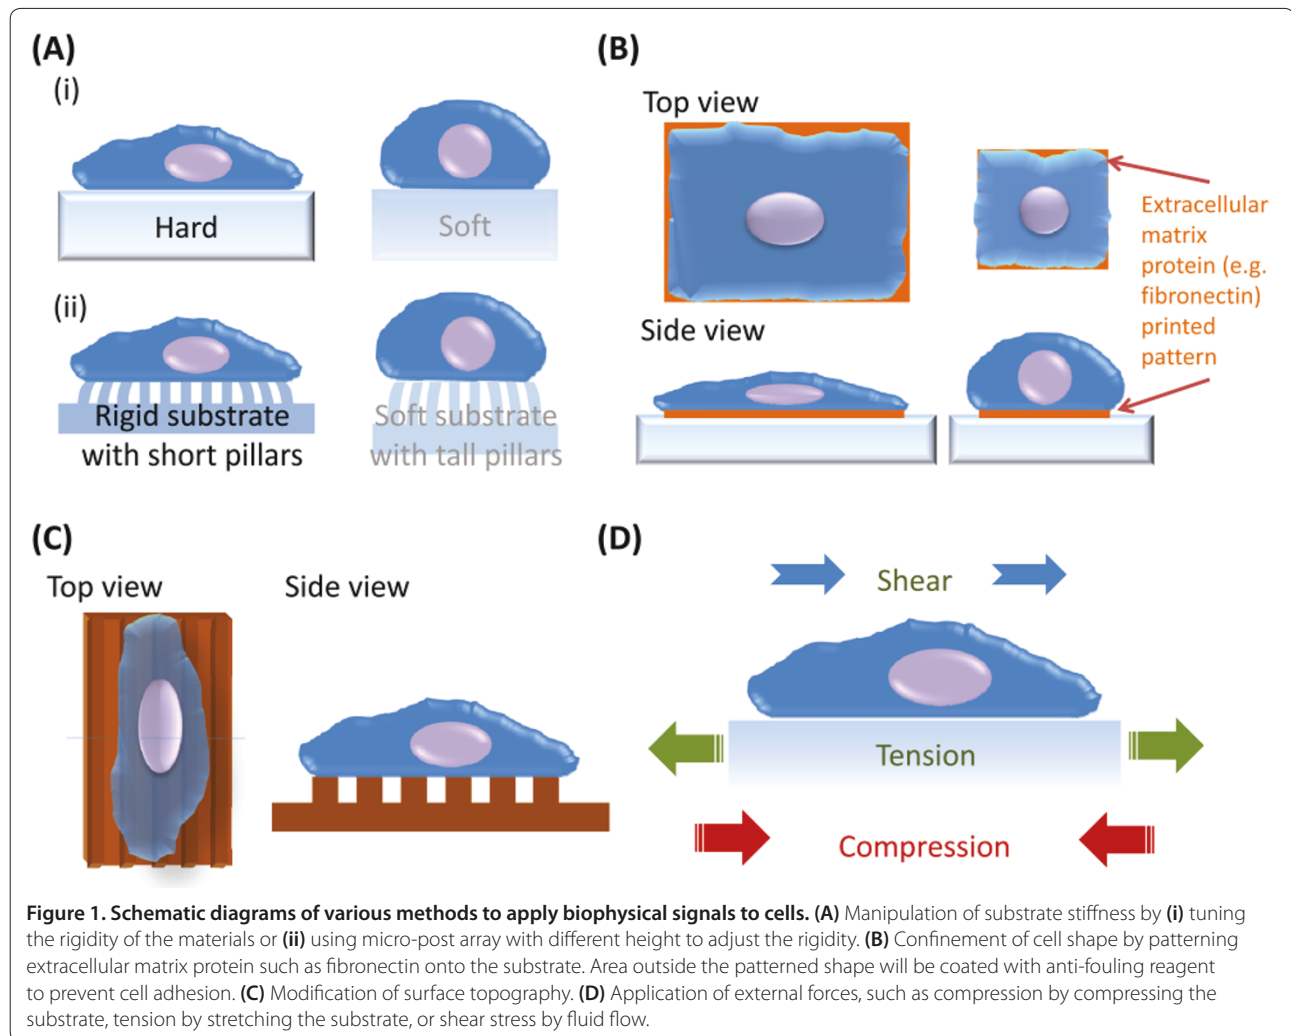 (A)
(i)
Hard
Soft
(ii)
Rigid substrate
with short pillars
Soft substrate
with tall pillars
(B)
Top view
Extracellular
matrix
protein (e.g.
fibronectin)
printed
pattern
Side view
(C)
Top view
Side view
(D)
Shear
Tension
Compression
Figure 1. Schematic diagrams of various methods to apply biophysical signals to cells. (A) Manipulation of substrate stiffness by (i) tuning
the rigidity of the materials or (ii) using micro-post array with different height to adjust the rigidity. (B) Confinement of cell shape by patterning
extracellular matrix protein such as fibronectin onto the substrate. Area outside the patterned shape will be coated with anti-fouling reagent
to prevent cell adhesion. (C) Modification of surface topography. (D) Application of external forces, such as compression by compressing the
substrate, tension by stretching the substrate, or shear stress by fluid flow.